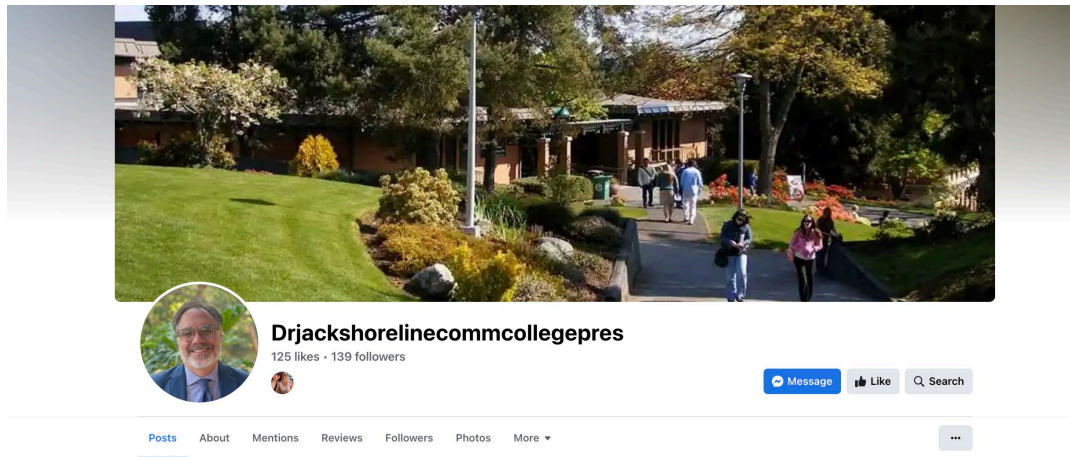 Drjackshorelinecommcollegepres
125 likes • 139 followers
Message Like Search
Posts About Mentions Reviews Followers Photos More